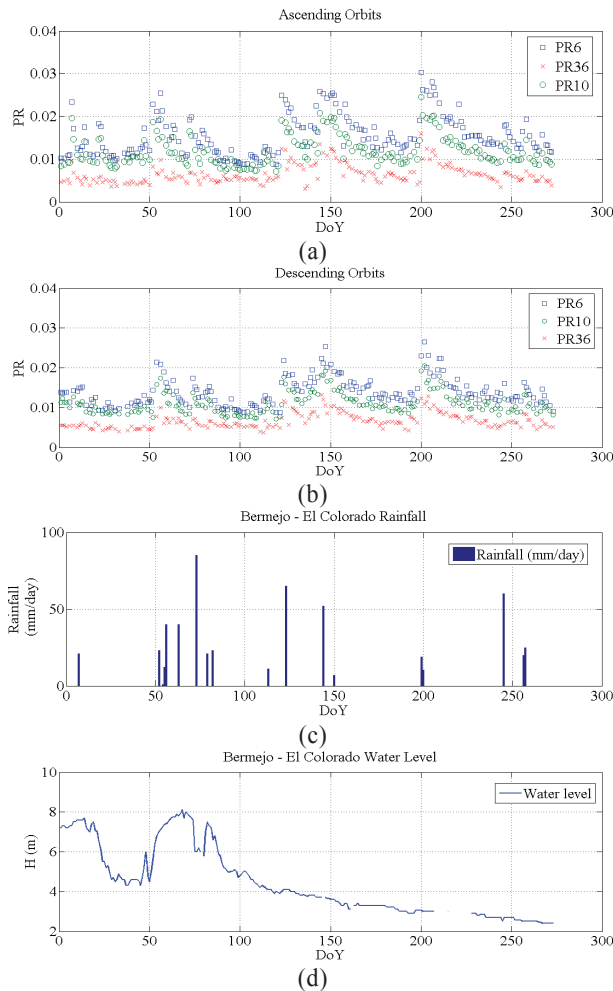 Ascending Orbits
0.04
0.03
0.02
0.01
0
PR
PR6
PR36
PR10
0 50 100 150 200 250 300
DoY
(a)
Descending Orbits
0.04
0.03
0.02
0.01
0
PR
PR6
PR10
PR36
0 50 100 150 200 250 300
DoY
(b)
Bermejo - El Colorado Rainfall
100
50
0
Rainfall
(mm/day)
Rainfall (mm/day)
0 50 100 150 200 250 300
DoY
(c)
Bermejo - El Colorado Water Level
10
8
6
4
2
H (m)
Water level
0 50 100 150 200 250 300
DoY
(d)